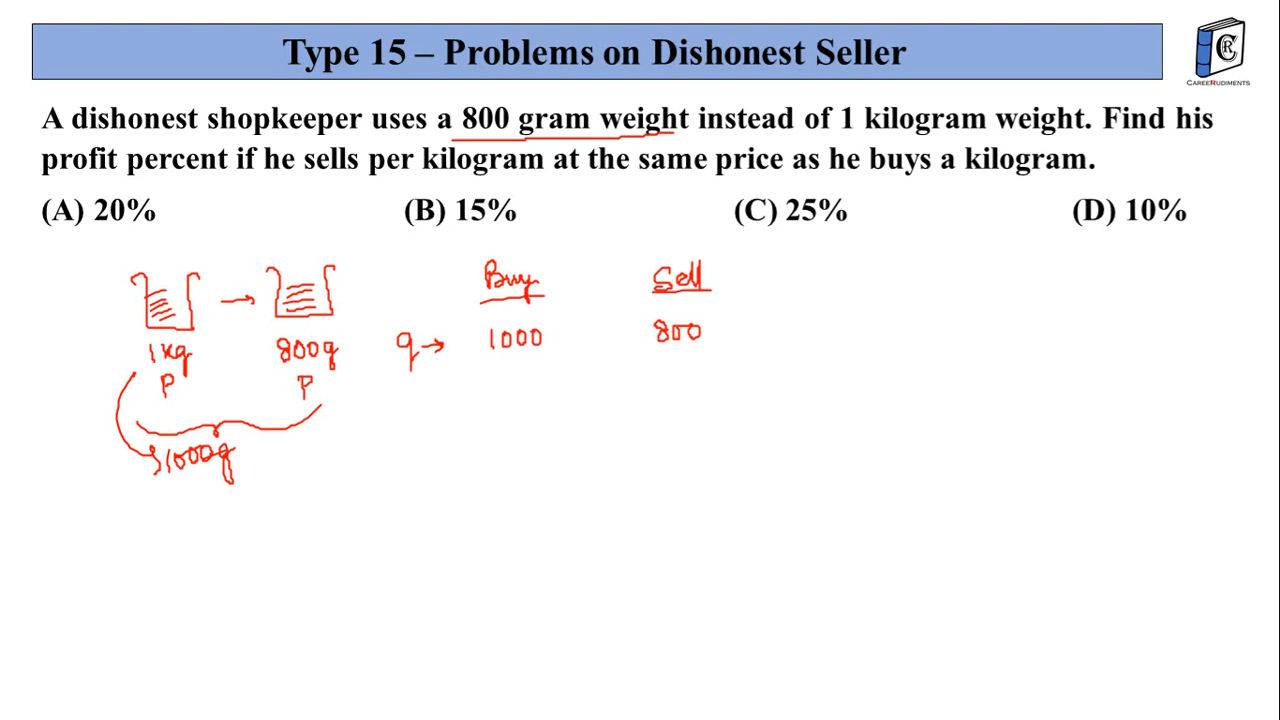 Type 15 – Problems on Dishonest Seller
CR
CAREERUDIMENTS
A dishonest shopkeeper uses a 800 gram weight instead of 1 kilogram weight. Find his
profit percent if he sells per kilogram at the same price as he buys a kilogram.
(A) 20% (B) 15% (C) 25% (D) 10%
Buy Sell
1kg → 800g q → 1000 800
P P
1000g